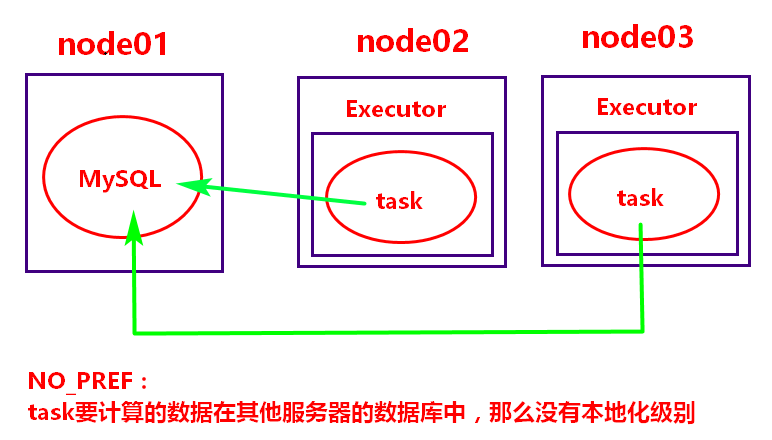 node01
node02
node03
Executor
Executor
MySQL
task
task
NO_PREF：
task要计算的数据在其他服务器的数据库中，那么没有本地化级别